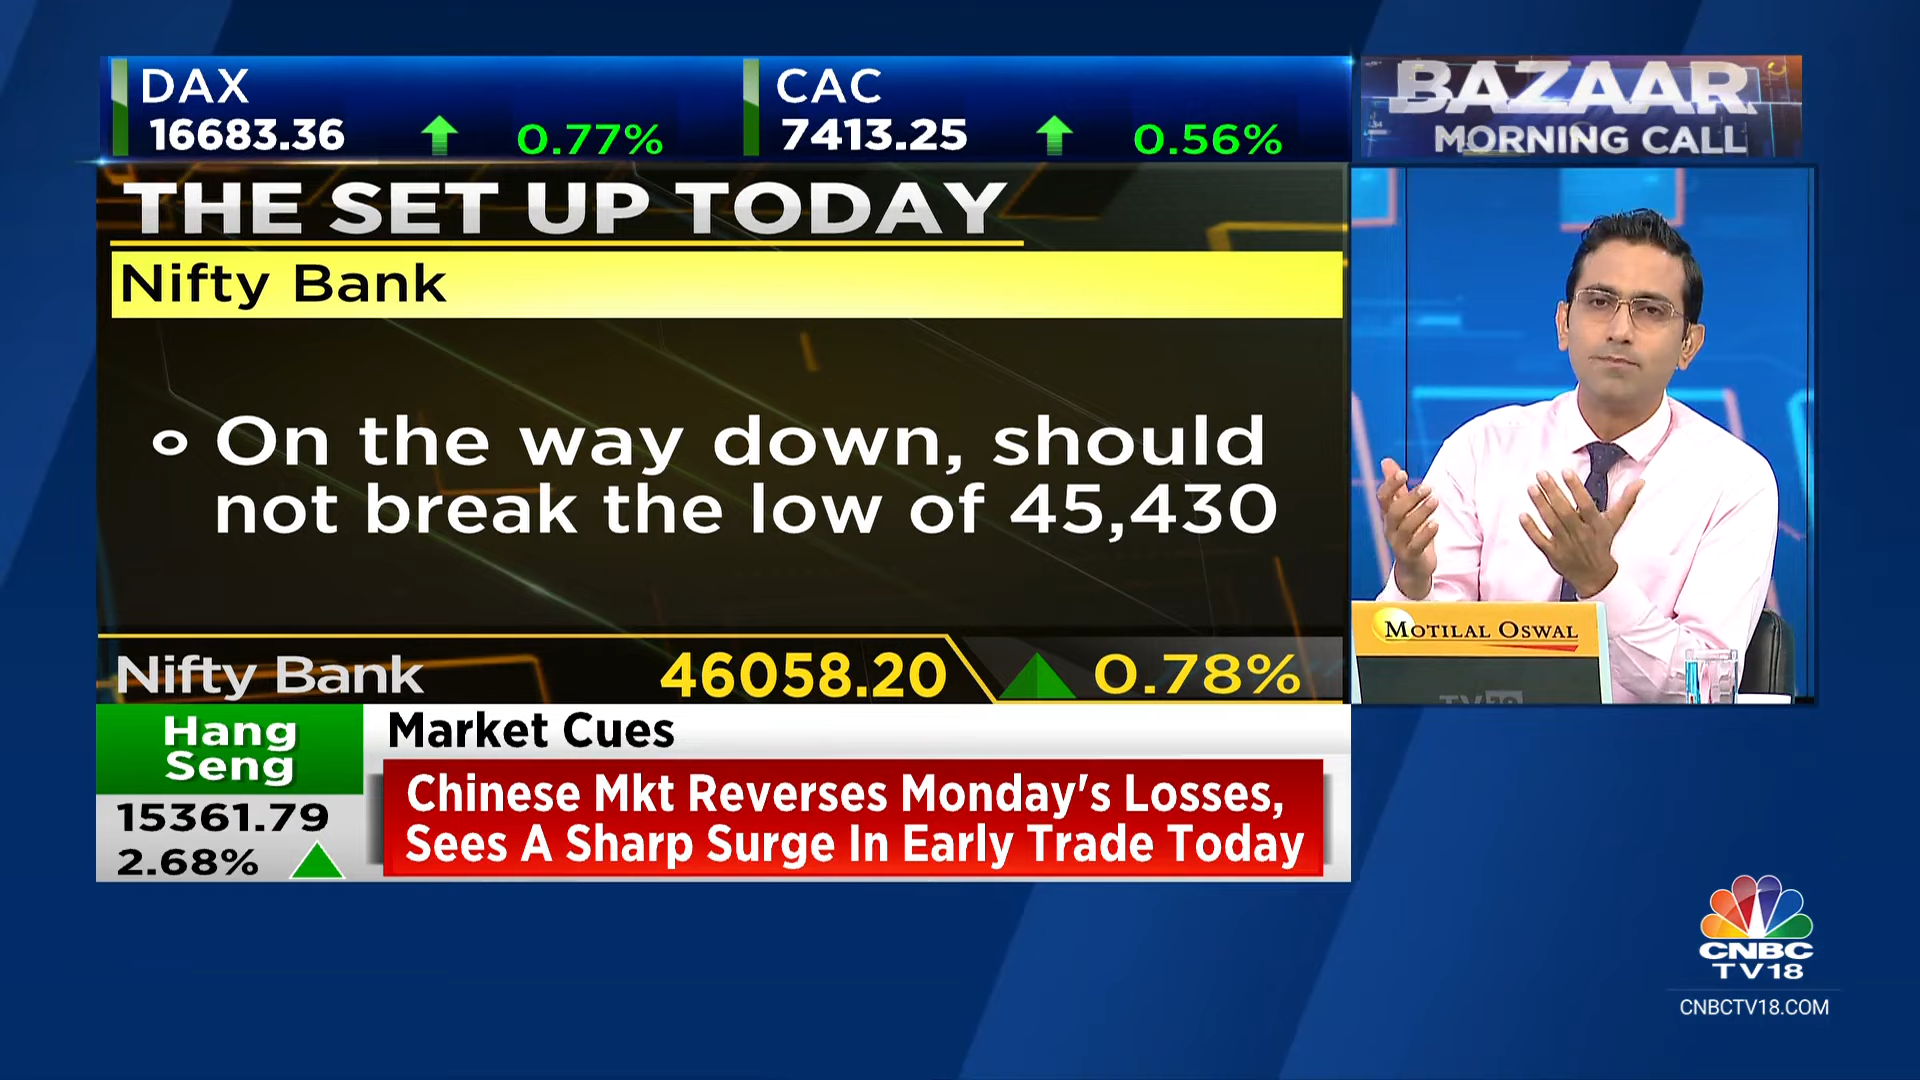 DAX
16683.36 0.77%
CAC
7413.25 0.56%
BAZAAR
MORNING CALL
THE SET UP TODAY
Nifty Bank
On the way down, should
not break the low of 45,430
MOTILAL OSWAL
TV18
Nifty Bank 46058.20 0.78%
Hang
Seng
15361.79
2.68%
Market Cues
Chinese Mkt Reverses Monday's Losses,
Sees A Sharp Surge In Early Trade Today
CNBC
TV18
CNBCTV18.COM